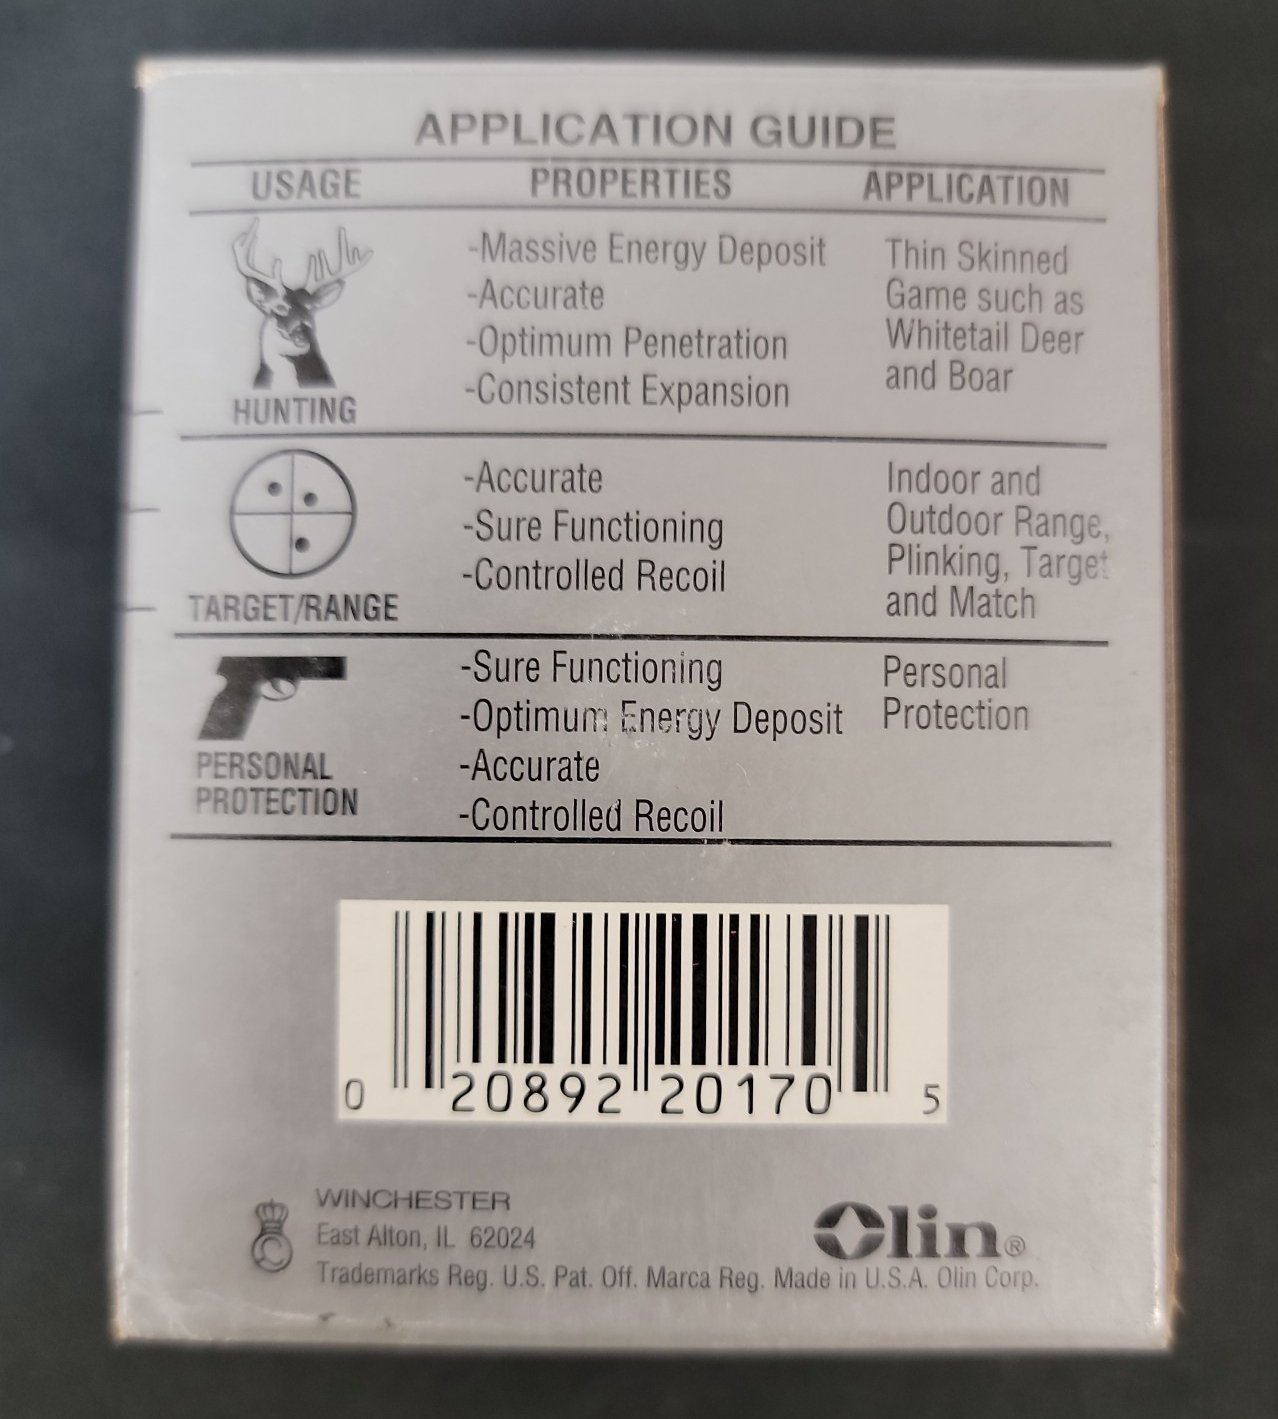 APPLICATION GUIDE
USAGE PROPERTIES APPLICATION
HUNTING
-Massive Energy Deposit
-Accurate
-Optimum Penetration
-Consistent Expansion
Thin Skinned
Game such as
Whitetail Deer
and Boar
TARGET/RANGE
-Accurate
-Sure Functioning
-Controlled Recoil
Indoor and
Outdoor Range,
Plinking, Target
and Match
PERSONAL
PROTECTION
-Sure Functioning
-Optimum Energy Deposit
-Accurate
-Controlled Recoil
Personal
Protection
0 20892 20170 5
WINCHESTER
East Alton, IL 62024
Olin®
Trademarks Reg. U.S. Pat. Off. Marca Reg. Made in U.S.A. Olin Corp.